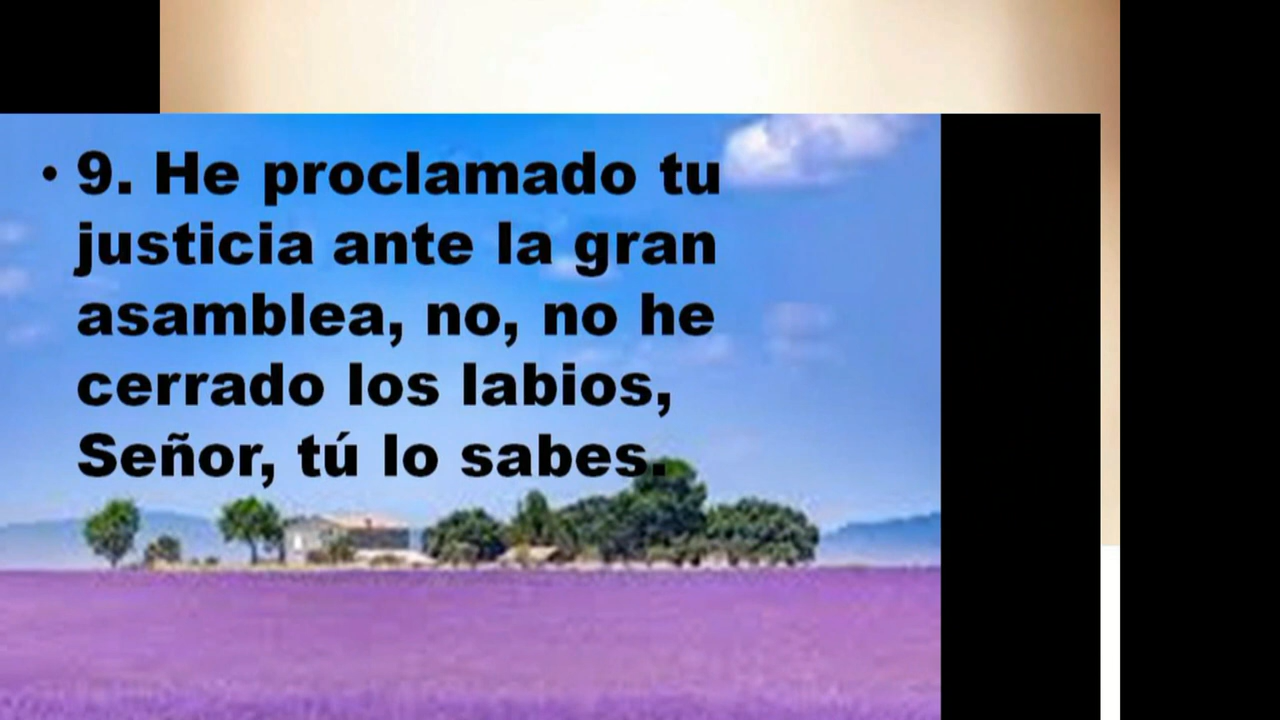 • 9. He proclamado tu
justicia ante la gran
asamblea, no, no he
cerrado los labios,
Señor, tú lo sabes.